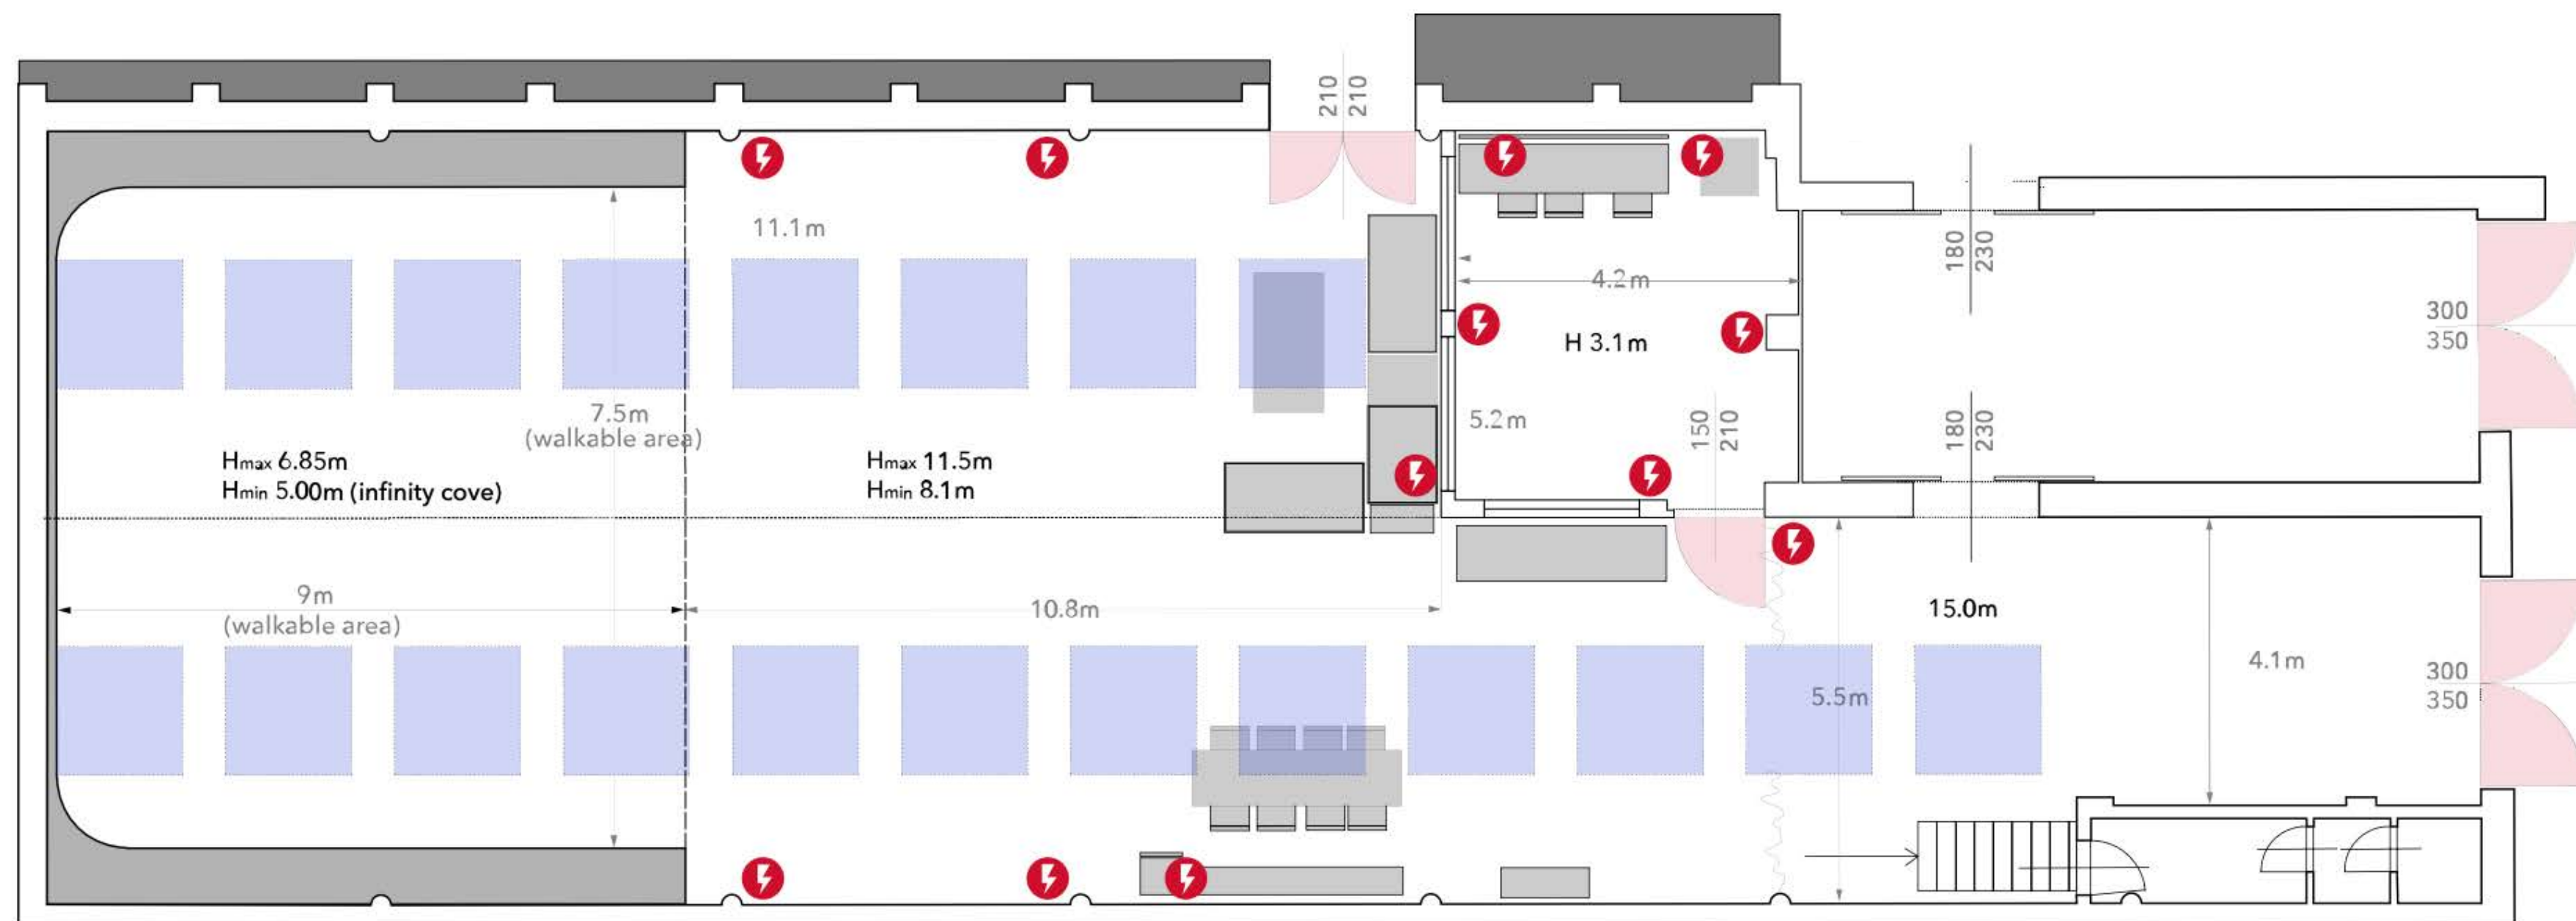 210
210
11.1m
180
230
4.2m
300
350
H 3.1m
7.5m
(walkable area)
5.2m
150
210
180
230
Hmax 6.85m
Hmin 5.00m (infinity cove)
Hmax 11.5m
Hmin 8.1m
9m
(walkable area)
10.8m
15.0m
4.1m
5.5m
300
350